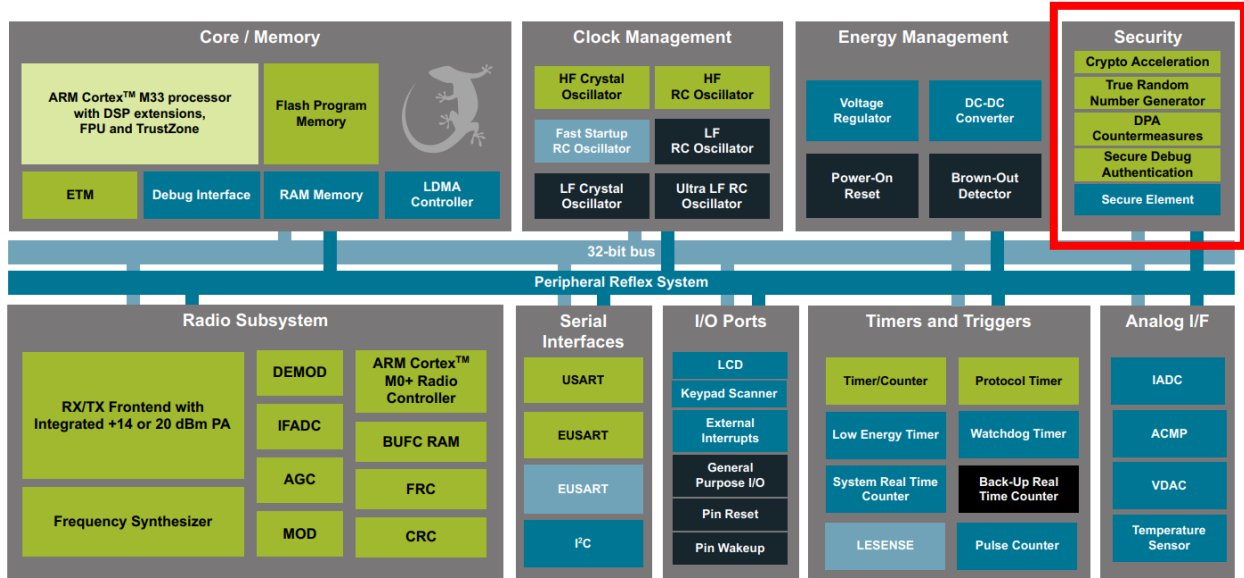 Core / Memory
ARM Cortex™ M33 processor
with DSP extensions,
FPU and TrustZone
Flash Program
Memory
ETM
Debug Interface
RAM Memory
LDMA
Controller
Clock Management
HF Crystal
Oscillator
HF
RC Oscillator
Fast Startup
RC Oscillator
LF
RC Oscillator
LF Crystal
Oscillator
Ultra LF RC
Oscillator
Energy Management
Voltage
Regulator
DC-DC
Converter
Power-On
Reset
Brown-Out
Detector
Security
Crypto Acceleration
True Random
Number Generator
DPA
Countermeasures
Secure Debug
Authentication
Secure Element
32-bit bus
Peripheral Reflex System
Radio Subsystem
RX/TX Frontend with
Integrated +14 or 20 dBm PA
Frequency Synthesizer
DEMOD
IFADC
AGC
MOD
ARM Cortex™
M0+ Radio
Controller
BUFC RAM
FRC
CRC
Serial
Interfaces
USART
EUSART
EUSART
I²C
I/O Ports
LCD
Keypad Scanner
External
Interrupts
General
Purpose I/O
Pin Reset
Pin Wakeup
Timers and Triggers
Timer/Counter
Protocol Timer
Low Energy Timer
Watchdog Timer
System Real Time
Counter
Back-Up Real
Time Counter
LESENSE
Pulse Counter
Analog I/F
IADC
ACMP
VDAC
Temperature
Sensor